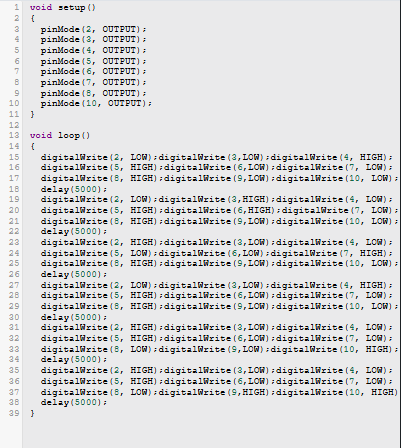 1 void setup()
2 {
3 pinMode(2, OUTPUT);
4 pinMode(3, OUTPUT);
5 pinMode(4, OUTPUT);
6 pinMode(5, OUTPUT);
7 pinMode(6, OUTPUT);
8 pinMode(7, OUTPUT);
9 pinMode(8, OUTPUT);
10 pinMode(10, OUTPUT);
11 }
12
13 void loop()
14 {
15 digitalWrite(2, LOW);digitalWrite(3,LOW);digitalWrite(4, HIGH);
16 digitalWrite(5, HIGH);digitalWrite(6,LOW);digitalWrite(7, LOW);
17 digitalWrite(8, HIGH);digitalWrite(9,LOW);digitalWrite(10, LOW);
18 delay(5000);
19 digitalWrite(2, LOW);digitalWrite(3,HIGH);digitalWrite(4, LOW);
20 digitalWrite(5, HIGH);digitalWrite(6,HIGH);digitalWrite(7, LOW);
21 digitalWrite(8, HIGH);digitalWrite(9,LOW);digitalWrite(10, LOW);
22 delay(5000);
23 digitalWrite(2, HIGH);digitalWrite(3,LOW);digitalWrite(4, LOW);
24 digitalWrite(5, LOW);digitalWrite(6,LOW);digitalWrite(7, HIGH);
25 digitalWrite(8, HIGH);digitalWrite(9,LOW);digitalWrite(10, LOW);
26 delay(5000);
27 digitalWrite(2, LOW);digitalWrite(3,LOW);digitalWrite(4, HIGH);
28 digitalWrite(5, HIGH);digitalWrite(6,LOW);digitalWrite(7, LOW);
29 digitalWrite(8, HIGH);digitalWrite(9,LOW);digitalWrite(10, LOW);
30 delay(5000);
31 digitalWrite(2, HIGH);digitalWrite(3,LOW);digitalWrite(4, LOW);
32 digitalWrite(5, HIGH);digitalWrite(6,LOW);digitalWrite(7, LOW);
33 digitalWrite(8, LOW);digitalWrite(9,LOW);digitalWrite(10, HIGH);
34 delay(5000);
35 digitalWrite(2, HIGH);digitalWrite(3,LOW);digitalWrite(4, LOW);
36 digitalWrite(5, HIGH);digitalWrite(6,LOW);digitalWrite(7, LOW);
37 digitalWrite(8, LOW);digitalWrite(9,HIGH);digitalWrite(10, HIGH)
38 delay(5000);
39 }